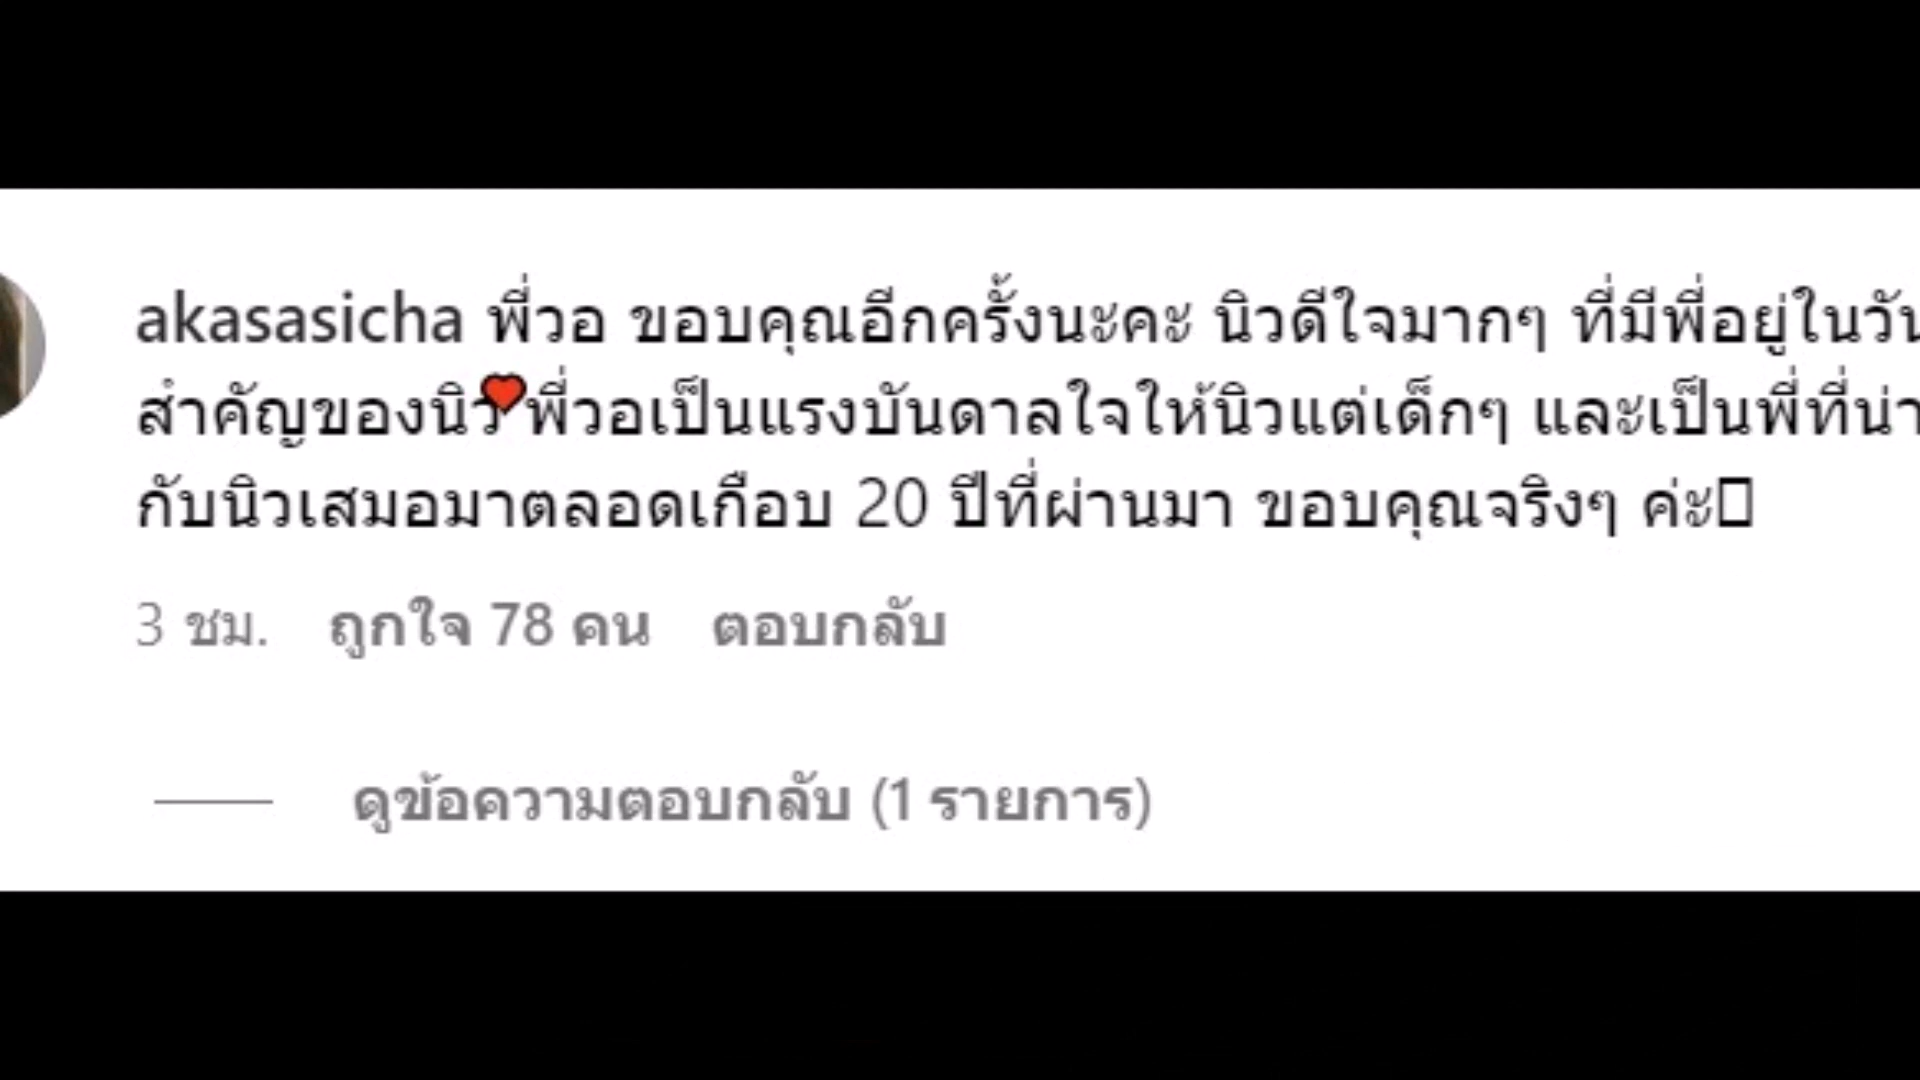 akasasicha พี่วอ ขอบคุณอีกครั้งนะคะ นิวดีใจมากๆ ที่มีพี่อยู่ในวัน
สำคัญของนิว❤พี่วอเป็นแรงบันดาลใจให้นิวแต่เด็กๆ และเป็นพี่ที่น่า
กับนิวเสมอมาตลอดเกือบ 20 ปีที่ผ่านมา ขอบคุณจริงๆ ค่ะ
3 ชม. ถูกใจ 78 คน ตอบกลับ
ดูข้อความตอบกลับ (1 รายการ)